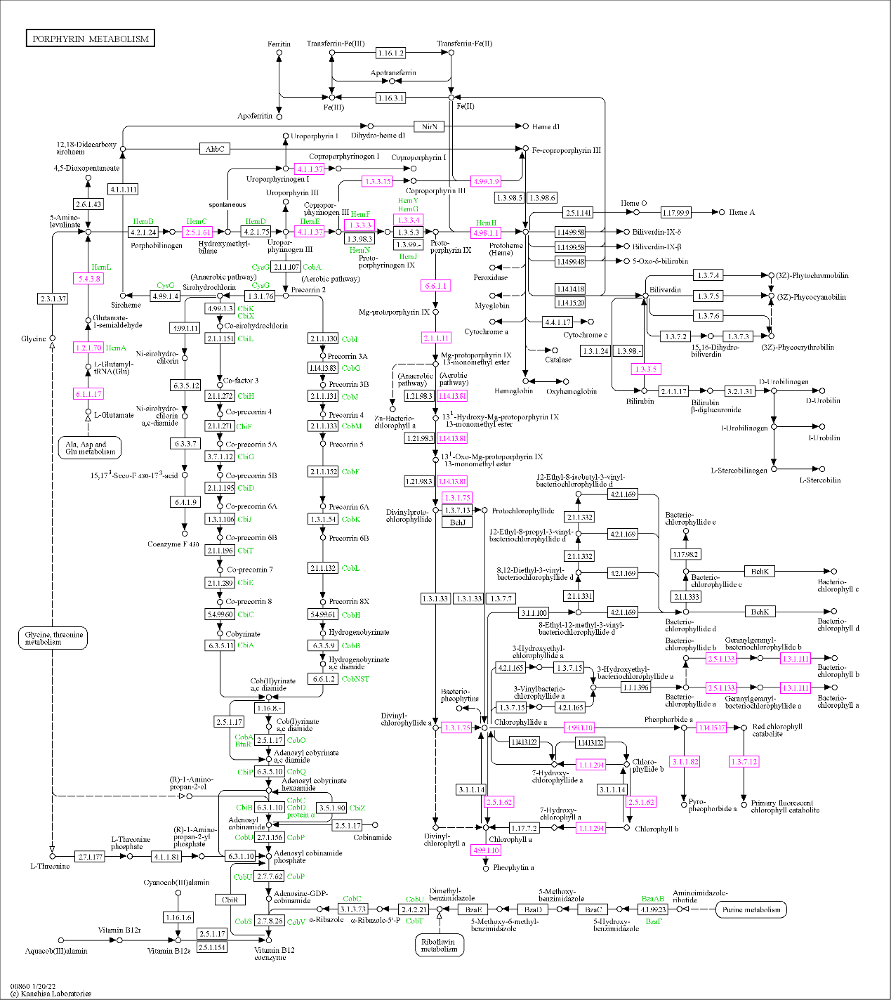 PORPHYRIN METABOLISM
Ferritin
Transferrin-Fe(III)
1.16.1.2
Transferrin-Fe(II)
Apotransferrin
1.16.3.1
Fe(III)
Fe(II)
Apoferritin
Dihydro-heme d1
NirN
Heme d1
12,18-Didecarboxy
sirohaem
AhbC
Fe-coproporphyrin III
Uroporphyrin I
Coproporphyrinogen I
Coproporphyrin I
4,5-Dioxopentanoate
4.1.1.111
Uroporphyrinogen I
4.1.1.37
1.3.3.15
Coproporphyrin III
4.99.1.9
Uroporphyrin III
1.3.98.5
1.3.98.6
2.6.1.43
spontaneous
Copropor-
phyrinogen III
HemY
HemG
Heme O
2.5.1.141
1.17.99.9
Heme A
5-Amino-
levulinate
HemB
4.2.1.24
Porphobilinogen
HemC
2.5.1.61
Hydroxymethyl-
bilane
HemD
4.2.1.75
Uropor-
phyrinogen III
HemE
4.1.1.37
HemF
1.3.3.3
1.3.98.3
HemN
Proto-
porphyrinogen IX
1.3.3.4
1.3.5.3
1.3.99.-
HemJ
Proto-
porphyrin IX
HemH
4.98.1.1
Protoheme
(Heme)
1.14.99.58
Biliverdin-IX-δ
1.14.99.58
Biliverdin-IX-β
1.14.99.48
5-Oxo-δ-bilirubin
HemL
5.4.3.8
CysG
2.1.1.107
CobA
(Anaerobic pathway)
(Aerobic pathway)
Peroxidase
2.3.1.37
CysG
4.99.1.4
Siroheme
Sirohydrochlorin
CysG
1.3.1.76
Precorrin 2
6.6.1.1
Myoglobin
1.14.14.18
1.14.15.20
Biliverdin
1.3.7.4
(3Z)-Phytochromobilin
1.3.7.5
(3Z)-Phycocyanobilin
1.3.7.6
4.99.1.3
CbiK
CbiX
Mg-protoporphyrin IX
Glutamate-
1-semialdehyde
4.99.1.11
Co-sirohydrochlorin
Cytochrome a
4.4.1.17
Cytochrome c
Glycine
2.1.1.151
CbiL
2.1.1.130
CobI
2.1.1.11
1.3.7.2
15,16-Dihydro-
biliverdin
1.3.7.3
(3Z)-Phycoerythrobilin
1.2.1.70
HemA
Ni-sirohydro-
chlorin
Precorrin 3A
Mg-protoporphyrin IX
13-monomethyl ester
Catalase
1.3.1.24
1.3.98.-
L-Glutamyl-
tRNA(Glu)
1.14.13.83
CobG
(Anaerobic
pathway)
(Aerobic
pathway)
1.3.3.5
6.3.5.12
Co-factor 3
Precorrin 3B
Hemoglobin
Oxyhemoglobin
D-Urobilinogen
6.1.1.17
2.1.1.272
CbiH
2.1.1.131
CobJ
1.21.98.3
1.14.13.81
Bilirubin
2.4.1.17
Bilirubin
β-diglucuronide
3.2.1.31
D-Urobilin
L-Glutamate
Ni-sirohydro-
chlorin
a,c-diamide
Co-precorrin 4
Precorrin 4
Zn-Bacterio-
chlorophyll a
13¹-Hydroxy-Mg-protoporphyrin IX
13-monomethyl ester
2.1.1.271
CbiF
2.1.1.133
CobM
I-Urobilinogen
I-Urobilin
Ala, Asp and
Glu metabolism
6.3.3.7
Co-precorrin 5A
Precorrin 5
1.21.98.3
1.14.13.81
3.7.1.12
CbiG
13¹-Oxo-Mg-protoporphyrin IX
13-monomethyl ester
L-Stercobilinogen
L-Stercobilin
15,17³-Seco-F 430-17³-acid
Co-precorrin 5B
2.1.1.152
CobF
1.21.98.3
1.14.13.81
12-Ethyl-8-isobutyl-3-vinyl-
bacteriochlorophyllide d
2.1.1.195
CbiD
6.4.1.9
Co-precorrin 6A
Precorrin 6A
1.3.1.75
1.3.7.13
BchJ
Divinylproto-
chlorophyllide
Protochlorophyllide
4.2.1.169
2.1.1.332
1.3.1.106
CbiJ
1.3.1.54
CobK
Coenzyme F 430
Co-precorrin 6B
Precorrin 6B
12-Ethyl-8-propyl-3-vinyl-
bacteriochlorophyllide d
4.2.1.169
Bacterio-
chlorophyllide e
2.1.1.196
CbiT
2.1.1.332
1.17.98.2
Co-precorrin 7
2.1.1.132
CobL
8,12-Diethyl-3-vinyl-
bacteriochlorophyllide d
4.2.1.169
Bacterio-
chlorophyllide c
BchK
Bacterio-
chlorophyll c
2.1.1.289
CbiE
2.1.1.331
2.1.1.333
Co-precorrin 8
Precorrin 8X
1.3.1.33
1.3.1.33
1.3.7.7
5.4.99.60
CbiC
5.4.99.61
CobH
3.1.1.100
8-Ethyl-12-methyl-3-vinyl-
bacteriochlorophyllide d
4.2.1.169
Bacterio-
chlorophyllide d
BchK
Bacterio-
chlorophyll d
Glycine, threonine
metabolism
Cobyrinate
Hydrogenobyrinate
6.3.5.11
CbiA
6.3.5.9
CobB
3-Hydroxyethyl-
chlorophyllide a
Bacterio-
chlorophyllide b
2.5.1.133
Geranylgeranyl-
bacteriochlorophyllide b
1.3.1.111
Bacterio-
chlorophyll b
Hydrogenobyrinate
a,c diamide
4.2.1.165
1.3.7.15
3-Hydroxyethyl-
bacteriochlorophyllide a
Cob(II)yrinate
a,c diamide
6.6.1.2
CobNST
3-Vinylbacterio-
chlorophyllide a
1.1.1.396
Bacterio-
chlorophyllide a
2.5.1.133
Geranylgeranyl-
bacteriochlorophyllide a
1.3.1.111
Bacterio-
chlorophyll a
Bacterio-
pheophytins
1.3.7.15
4.2.1.165
1.16.8.-
2.5.1.17
Cob(I)yrinate
a,c diamide
Divinyl-
chlorophyllide a
1.3.1.75
Chlorophyllide a
4.99.1.10
Pheophorbide a
1.14.15.17
Red chlorophyll
catabolite
CobA
BtuR
2.5.1.17
CobO
1.14.13.122
1.14.13.122
Adenosyl cobyrinate
a,c diamide
1.1.1.294
Chloro-
phyllide b
3.1.1.82
1.3.7.12
CbiP
6.3.5.10
CobQ
7-Hydroxy-
chlorophyllide a
(R)-1-Amino-
propan-2-ol
Adenosyl cobyrinate
hexaamide
3.1.1.14
3.1.1.14
CbiB
6.3.1.10
CobC
CobD
protein α
3.5.1.90
CbiZ
2.5.1.62
2.5.1.62
Pyro-
pheophorbide a
Primary fluorescent
chlorophyll catabolite
Adenosyl
cobinamide
2.5.1.17
Cobinamide
7-Hydroxy-
chlorophyll a
(R)-1-Amino-
propan-2-yl
phosphate
CobU
2.7.1.156
CobP
Divinyl-
chlorophyll a
Chlorophyll a
1.17.7.2
1.1.1.294
Chlorophyll b
L-Threonine
phosphate
4.99.1.10
L-Threonine
2.7.1.177
4.1.1.81
6.3.1.10
Adenosyl cobinamide
phosphate
Pheophytin a
Cyanocob(III)alamin
CobU
2.7.7.62
CobP
CbiR
Adenosine-GDP-
cobinamide
CobC
3.1.3.73
α-Ribazole
α-Ribazole-5'-P
CobU
2.4.2.21
CobT
Dimethyl-
benzimidazole
BzaE
5-Methoxy-6-methyl-
benzimidazole
BzaD
5-Methoxy-
benzimidazole
BzaC
5-Hydroxy-
benzimidazole
BzaAB
4.1.99.23
BzaF
Aminoimidazole-
ribotide
Purine metabolism
1.16.1.6
CobS
2.7.8.26
CobV
Vitamin B12r
2.5.1.17
2.5.1.154
Aquacob(III)alamin
Vitamin B12s
Vitamin B12
coenzyme
Riboflavin
metabolism
00860 1/20/22
(c) Kanehisa Laboratories